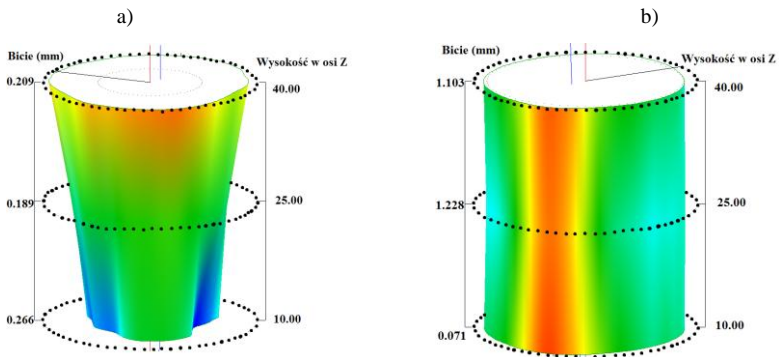 a)
b)
Bicie (mm)
Wysokość w osi Z
0.209
40.00
0.189
25.00
0.266
10.00
Bicie (mm)
Wysokość w osi Z
1.103
40.00
1.228
25.00
0.071
10.00